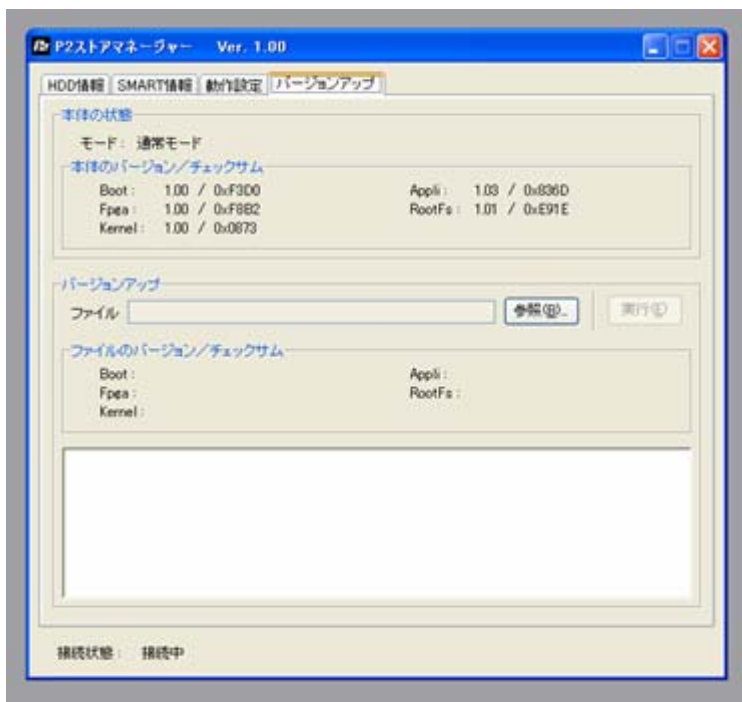 P2ストアマネージャー Ver. 1.00
HDD情報 SMART情報 動作設定 バージョンアップ
本体の状態
モード: 通常モード
本体のバージョン/チェックサム
Boot: 1.00 / 0xF3D0 Appli: 1.03 / 0x836D
Fpga: 1.00 / 0xF8B2 RootFs: 1.01 / 0xE91E
Kernel: 1.00 / 0x0873
バージョンアップ
ファイル 参照(R)... 実行(E)
ファイルのバージョン/チェックサム
Boot: Appli:
Fpga: RootFs:
Kernel:
接続状態: 接続中